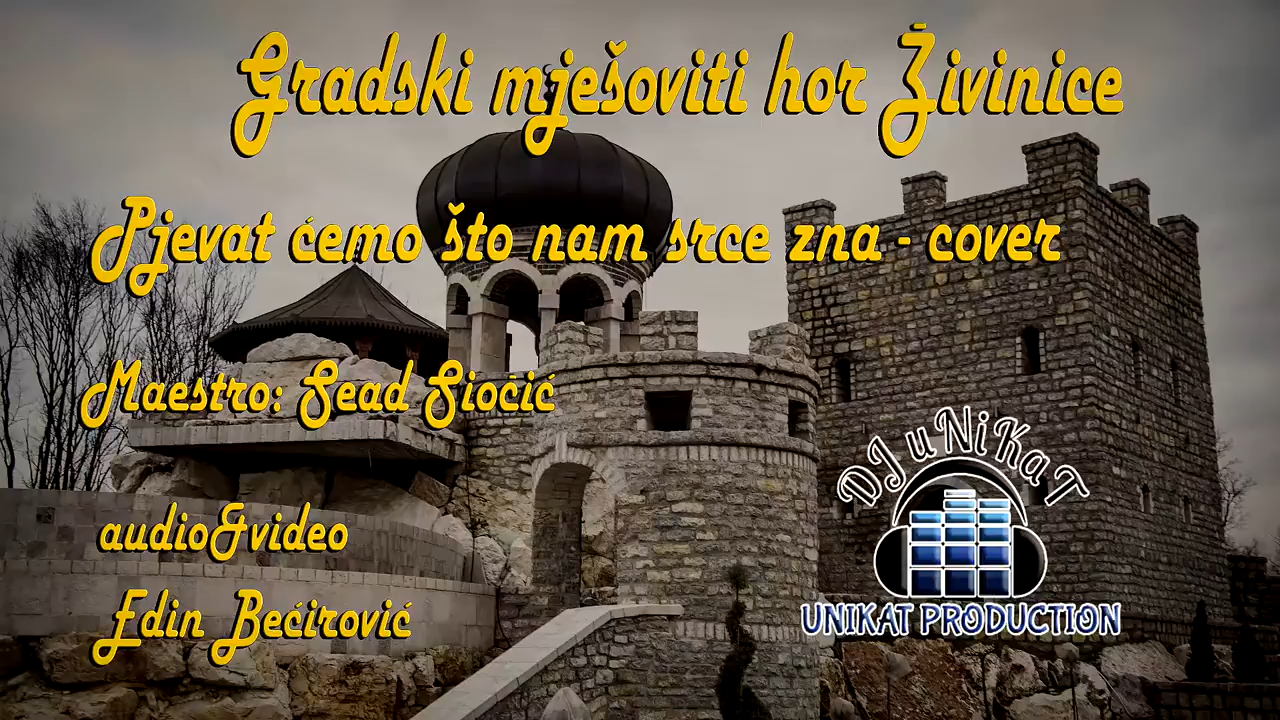 Gradski mješoviti hor Živinice
Pjevat ćemo što nam srce zna - cover
Maestro: Sead Siočić
audio&video
Edin Bećirović
DJ uNiKaT
UNIKAT PRODUCTION